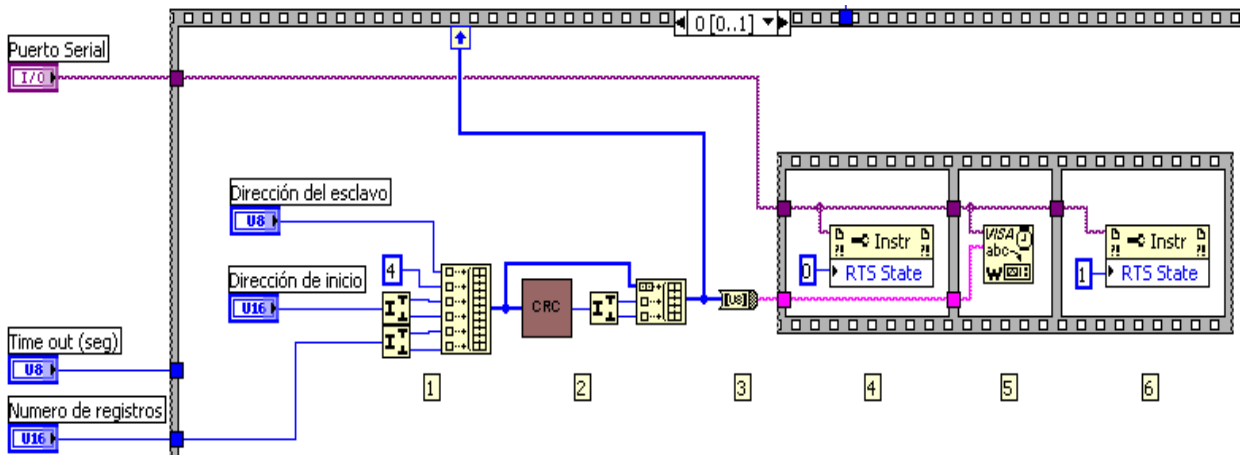 0 [0..1]
Puerto Serial
I/O
Dirección del esclavo
U8
4
Dirección de inicio
U16
CRC
[U8]
0
Instr
RTS State
VISA
abc
W
1
Instr
RTS State
Time out (seg)
U8
Numero de registros
U16
1
2
3
4
5
6